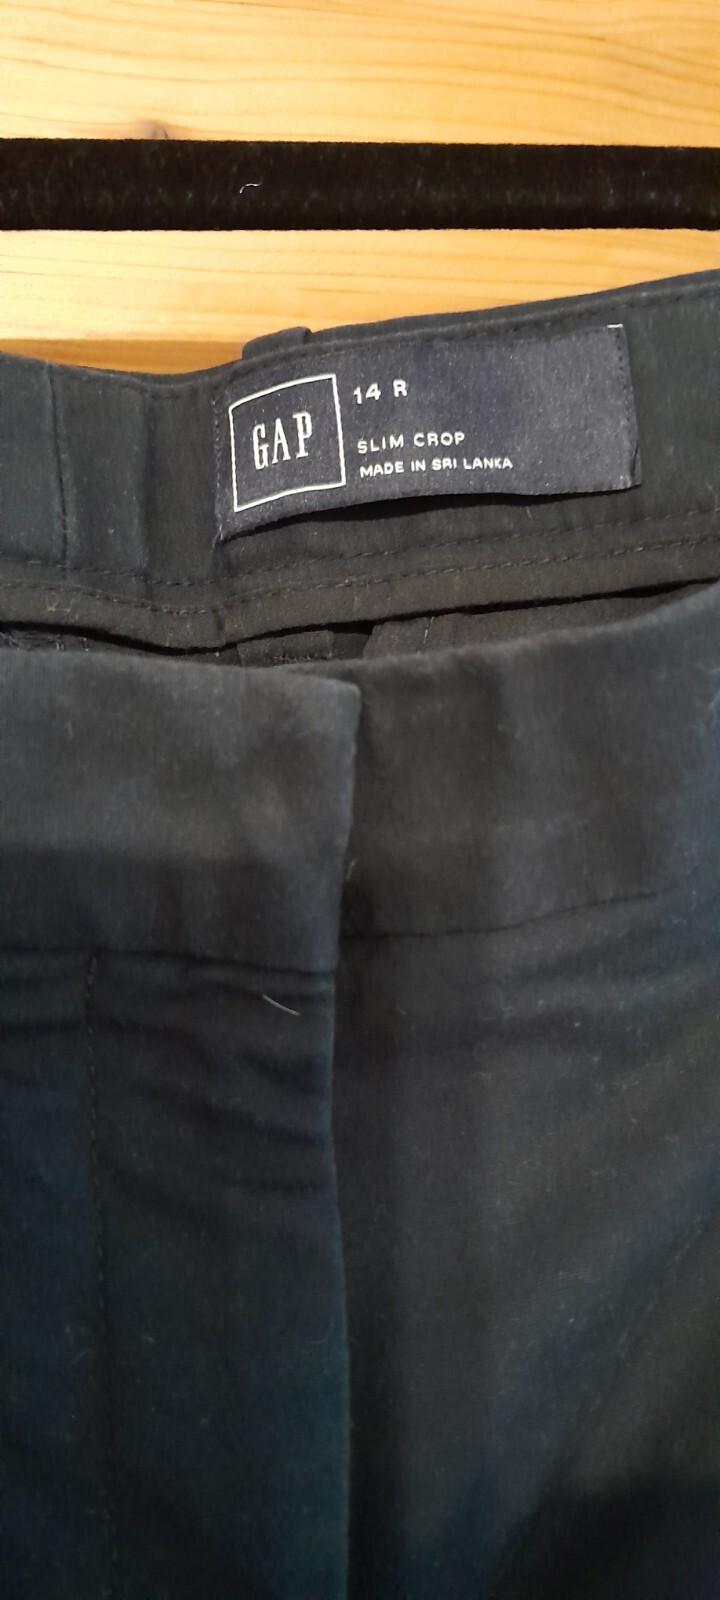 GAP
14 R
SLIM CROP
MADE IN SRI LANKA